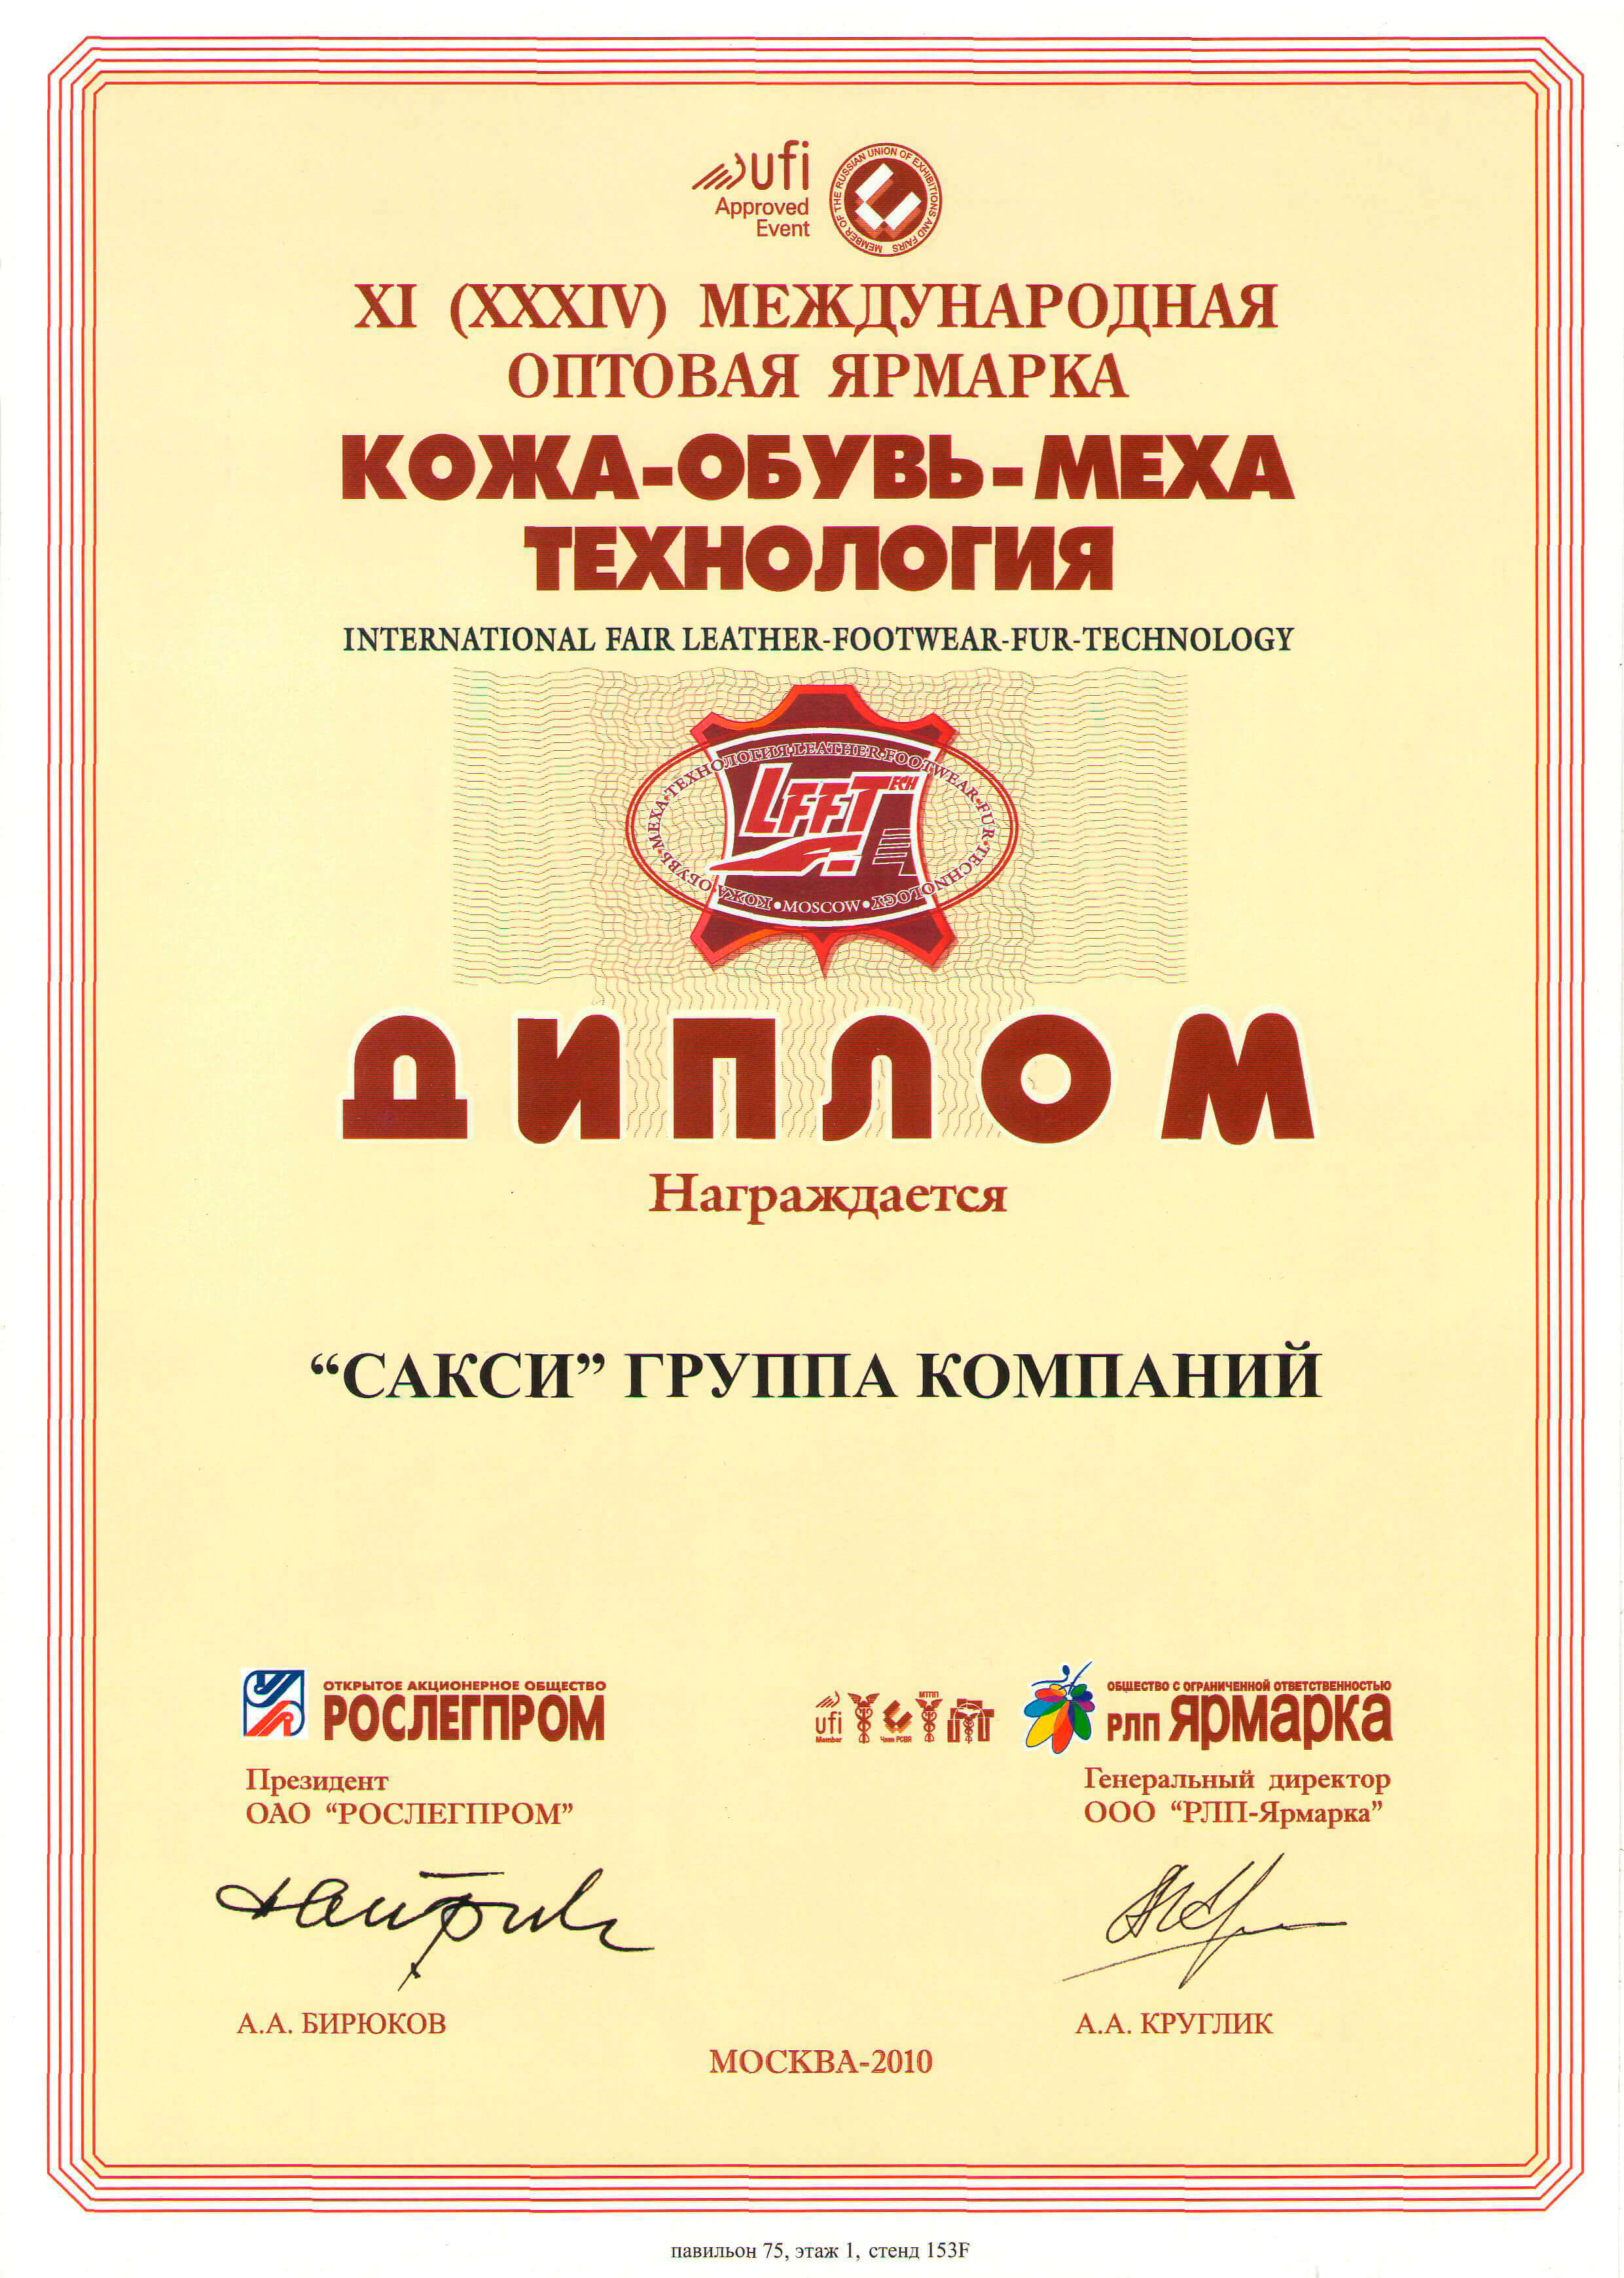 ufi
Approved
Event
MEMBER OF THE RUSSIAN UNION OF EXHIBITIONS AND FAIRS
XI (XXXIV) МЕЖДУНАРОДНАЯ
ОПТОВАЯ ЯРМАРКА
КОЖА-ОБУВЬ-МЕХА
ТЕХНОЛОГИЯ
INTERNATIONAL FAIR LEATHER-FOOTWEAR-FUR-TECHNOLOGY
КОЖА•ОБУВЬ•МЕХА•ТЕХНОЛОГИЯ•LEATHER•FOOTWEAR•FUR•TECHNOLOGY
LFFTECH
•MOSCOW•
ДИПЛОМ
Награждается
“САКСИ” ГРУППА КОМПАНИЙ
ОТКРЫТОЕ АКЦИОНЕРНОЕ ОБЩЕСТВО
РОСЛЕГПРОМ
ufi
Member
Член РСВЯ
МТПП
ОБЩЕСТВО С ОГРАНИЧЕННОЙ ОТВЕТСТВЕННОСТЬЮ
РЛП ЯРМАРКА
Президент
ОАО “РОСЛЕГПРОМ”
Генеральный директор
ООО “РЛП-Ярмарка”
А.А. БИРЮКОВ
А.А. КРУГЛИК
МОСКВА-2010
павильон 75, этаж 1, стенд 153F